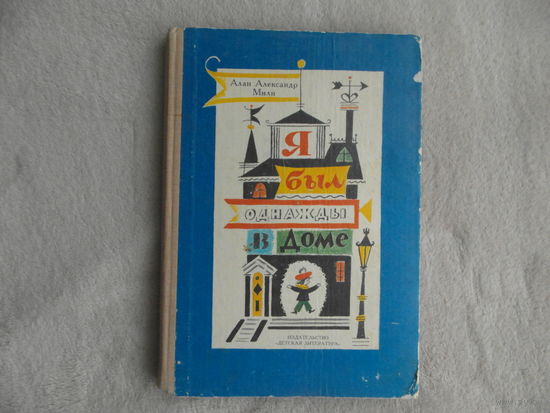 Алан Александр
Милн
Я
был
однажды
в доме
ИЗДАТЕЛЬСТВО
«ДЕТСКАЯ ЛИТЕРАТУРА»